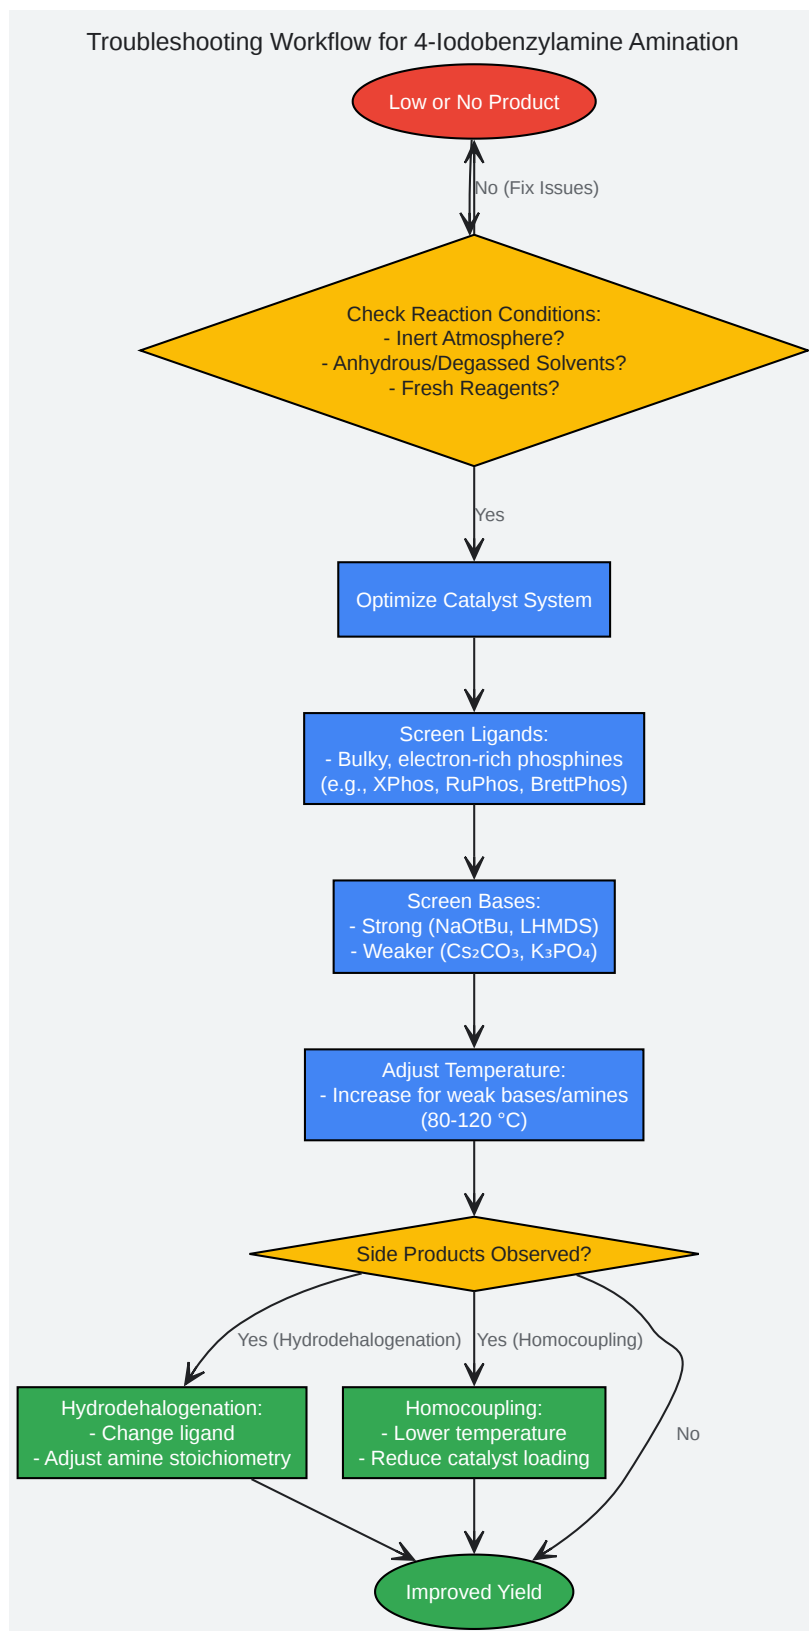 Troubleshooting Workflow for 4-Iodobenzylamine Amination
Low or No Product
No (Fix Issues)
Check Reaction Conditions:
- Inert Atmosphere?
- Anhydrous/Degassed Solvents?
- Fresh Reagents?
Yes
Optimize Catalyst System
Screen Ligands:
- Bulky, electron-rich phosphines
(e.g., XPhos, RuPhos, BrettPhos)
Screen Bases:
- Strong (NaOtBu, LHMDS)
- Weaker (Cs₂CO₃, K₃PO₄)
Adjust Temperature:
- Increase for weak bases/amines
(80-120 °C)
Side Products Observed?
Yes (Hydrodehalogenation)
Yes (Homocoupling)
No
Hydrodehalogenation:
- Change ligand
- Adjust amine stoichiometry
Homocoupling:
- Lower temperature
- Reduce catalyst loading
Improved Yield